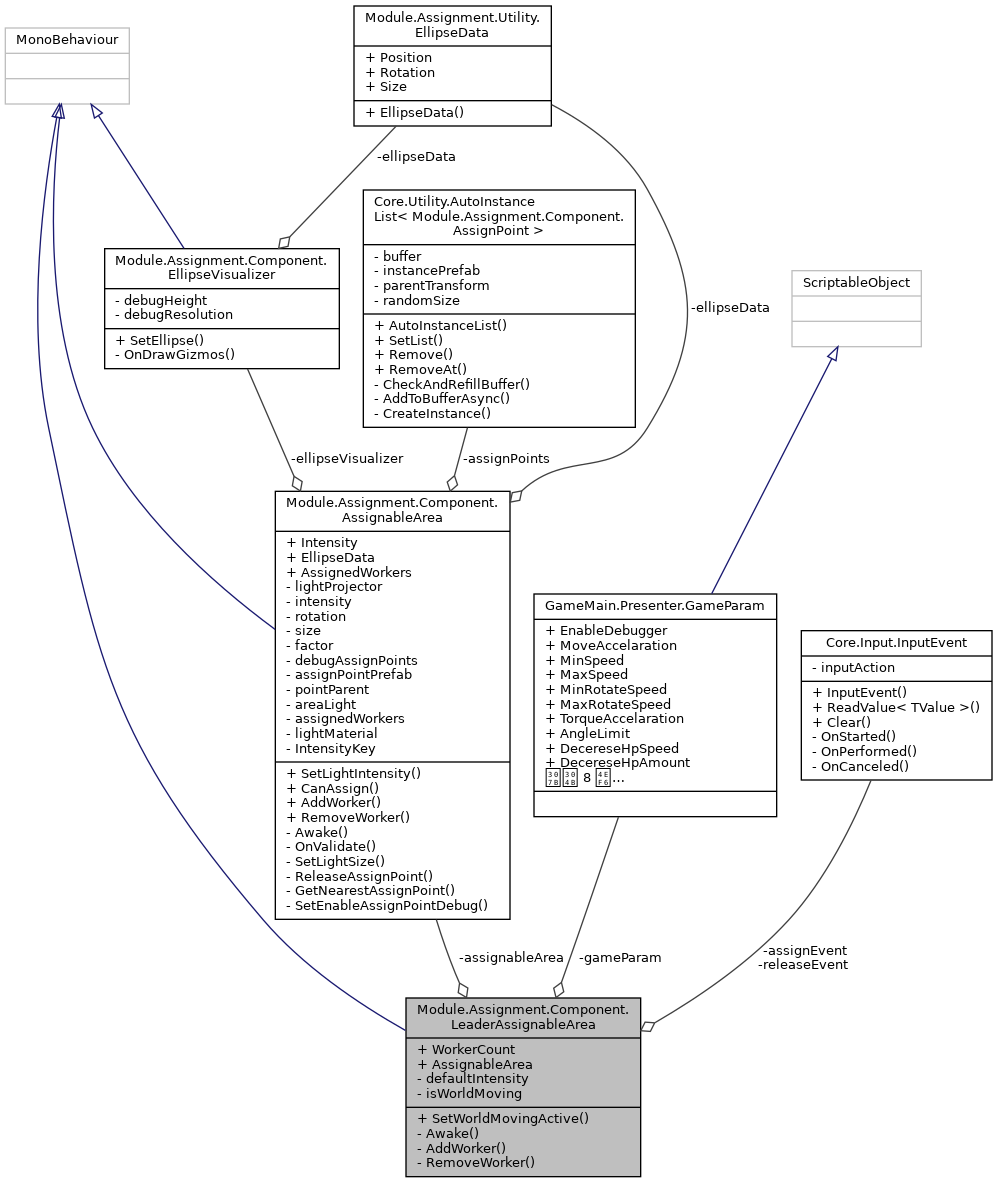 Module.Assignment.Utility.
EllipseData
+ Position
+ Rotation
+ Size
+ EllipseData()
MonoBehaviour
-ellipseData
Core.Utility.AutoInstance
List< Module.Assignment.Component.
AssignPoint >
- buffer
- instancePrefab
- parentTransform
- randomSize
+ AutoInstanceList()
+ SetList()
+ Remove()
+ RemoveAt()
- CheckAndRefillBuffer()
- AddToBufferAsync()
- CreateInstance()
Module.Assignment.Component.
EllipseVisualizer
- debugHeight
- debugResolution
+ SetEllipse()
- OnDrawGizmos()
-ellipseData
ScriptableObject
-ellipseVisualizer
-assignPoints
Module.Assignment.Component.
AssignableArea
+ Intensity
+ EllipseData
+ AssignedWorkers
- lightProjector
- intensity
- rotation
- size
- factor
- debugAssignPoints
- assignPointPrefab
- pointParent
- areaLight
- assignedWorkers
- lightMaterial
- IntensityKey
+ SetLightIntensity()
+ CanAssign()
+ AddWorker()
+ RemoveWorker()
- Awake()
- OnValidate()
- SetLightSize()
- ReleaseAssignPoint()
- GetNearestAssignPoint()
- SetEnableAssignPointDebug()
GameMain.Presenter.GameParam
+ EnableDebugger
+ MoveAccelaration
+ MinSpeed
+ MaxSpeed
+ MinRotateSpeed
+ MaxRotateSpeed
+ TorqueAccelaration
+ AngleLimit
+ DecereseHpSpeed
+ DecereseHpAmount
8 ...
Core.Input.InputEvent
- inputAction
+ InputEvent()
+ ReadValue< TValue >()
+ Clear()
- OnStarted()
- OnPerformed()
- OnCanceled()
-assignableArea
-gameParam
-assignEvent
-releaseEvent
Module.Assignment.Component.
LeaderAssignableArea
+ WorkerCount
+ AssignableArea
- defaultIntensity
- isWorldMoving
+ SetWorldMovingActive()
- Awake()
- AddWorker()
- RemoveWorker()